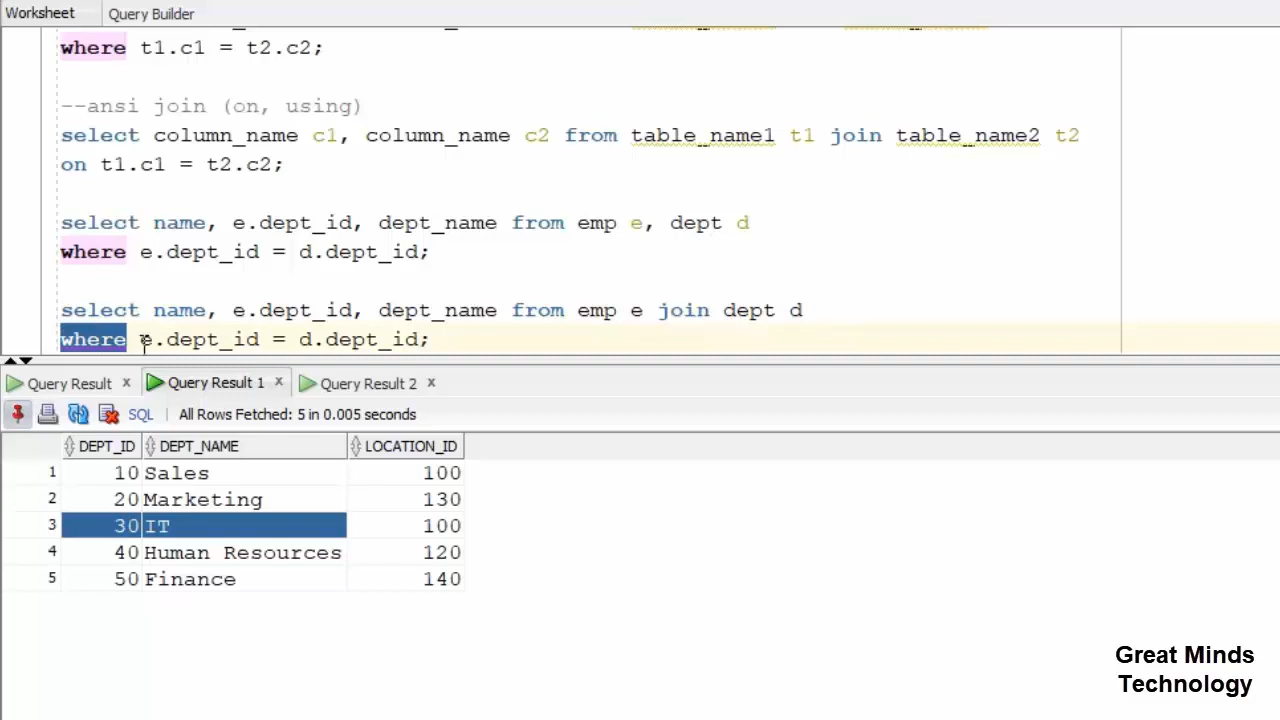 Worksheet Query Builder
where t1.c1 = t2.c2;
--ansi join (on, using)
select column_name c1, column_name c2 from table_name1 t1 join table_name2 t2
on t1.c1 = t2.c2;
select name, e.dept_id, dept_name from emp e, dept d
where e.dept_id = d.dept_id;
select name, e.dept_id, dept_name from emp e join dept d
where e.dept_id = d.dept_id;
Query Result x Query Result 1 x Query Result 2 x
SQL | All Rows Fetched: 5 in 0.005 seconds
DEPT_ID DEPT_NAME LOCATION_ID
1 10 Sales 100
2 20 Marketing 130
3 30 IT 100
4 40 Human Resources 120
5 50 Finance 140
Great Minds
Technology